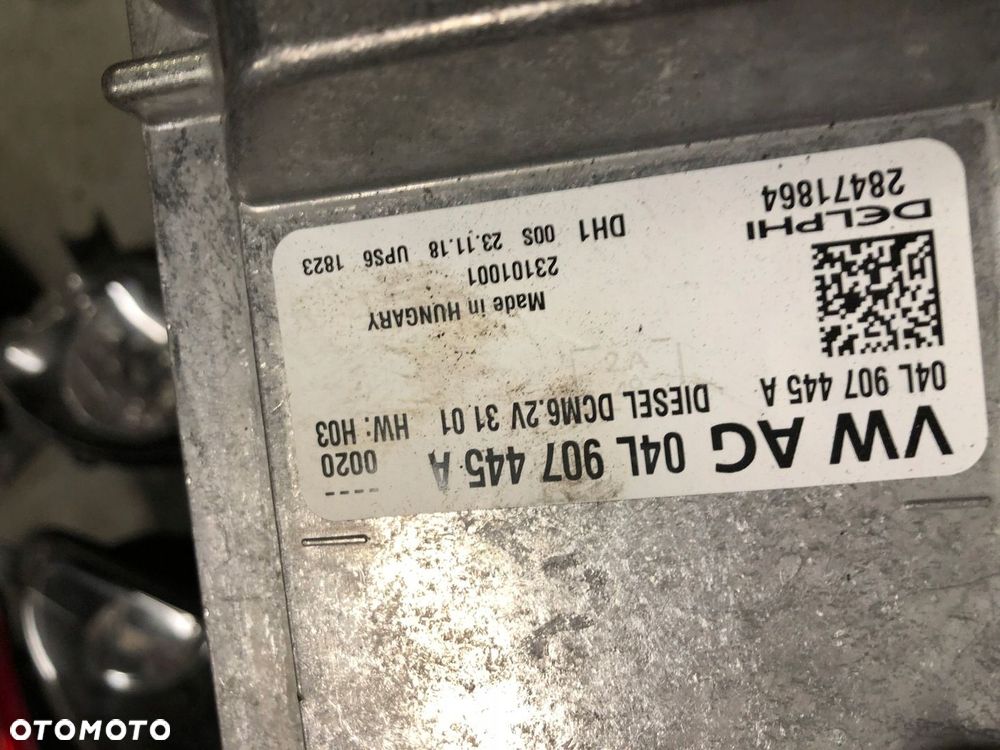 VW AG 04L 907 445 A
----
0020
04L 907 445 A DIESEL DCM6.2V 31 01 HW: H03
2A
Made in HUNGARY
23101001
DELPHI
28471864
DH1 00S 23.11.18 UPS6 1823
OTOMOTO